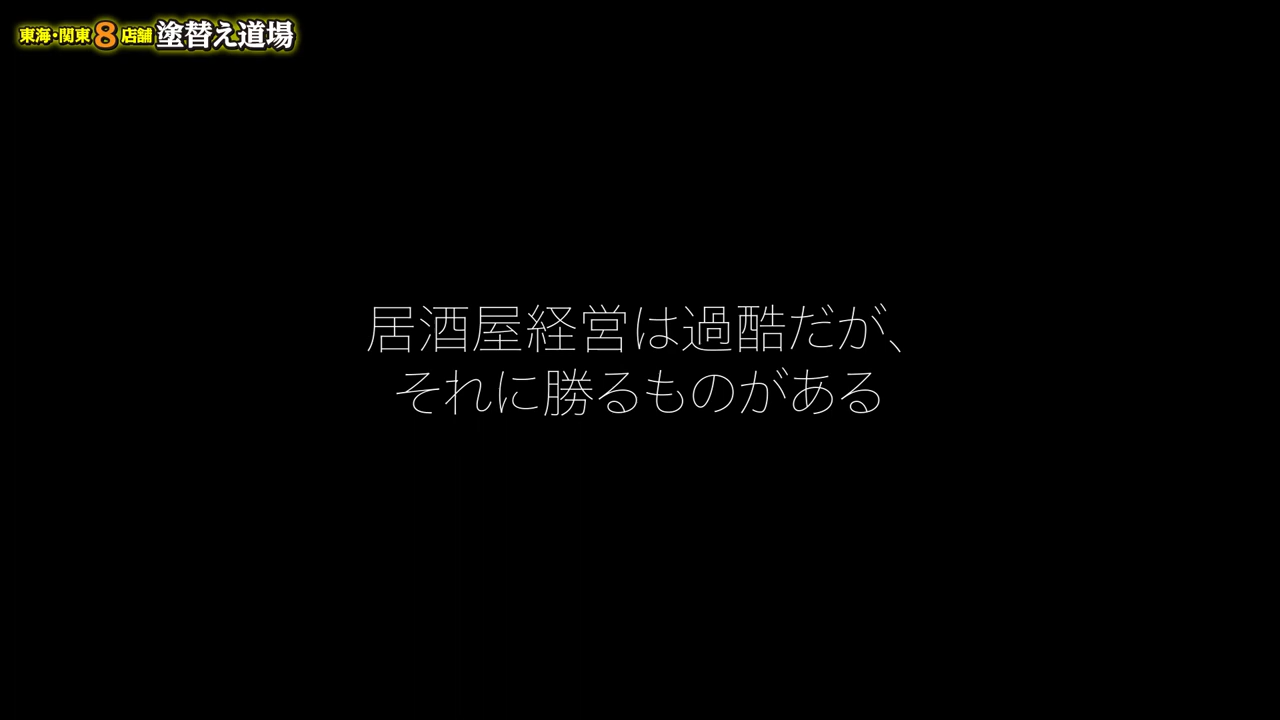 東海・関東8店舗塗替え道場
居酒屋経営は過酷だが、
それに勝るものがある